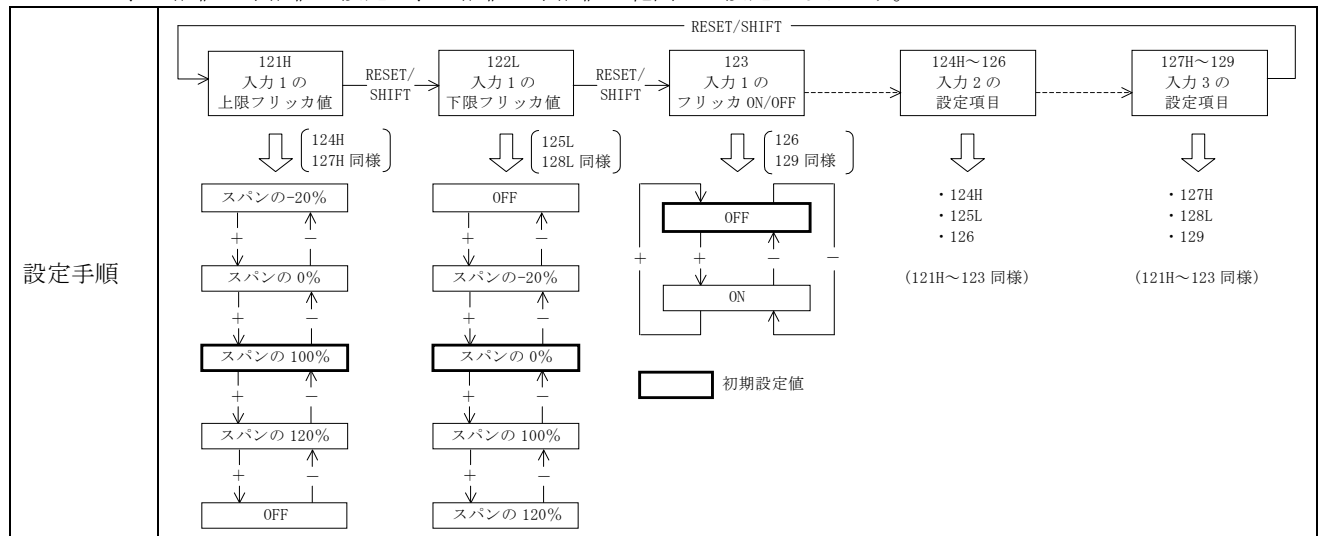 RESET/SHIFT
121H
入力1の
上限フリッカ値
RESET/
SHIFT
122L
入力1の
下限フリッカ値
RESET/
SHIFT
123
入力1の
フリッカ ON/OFF
124H～126
入力2の
設定項目
127H～129
入力3の
設定項目
124H
127H 同様
125L
128L 同様
126
129 同様
設定手順
スパンの-20%
+ −
スパンの 0%
+ −
スパンの 100%
+ −
スパンの 120%
+ −
OFF
OFF
+ −
スパンの-20%
+ −
スパンの 0%
+ −
スパンの 100%
+ −
スパンの 120%
OFF
+ + − −
ON
初期設定値
・124H
・125L
・126
(121H～123 同様)
・127H
・128L
・129
(121H～123 同様)